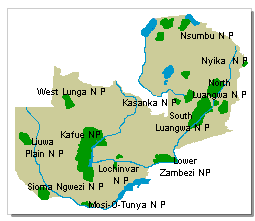 Nsumbu N P
Nyika N P
North
Luangwa N P
West Lunga N P
Kasanka N P
South
Luangwa N P
Kafue N P
Liuwa
Plain N P
Lochinvar
N P
Lower
Zambezi NP
Sioma Ngwezi N P
Mosi-O-Tunya N P